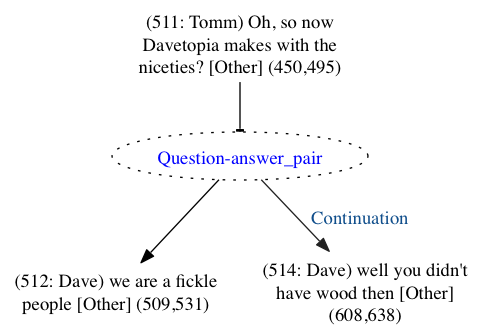 (511: Tomm) Oh, so now
Davetopia makes with the
niceties? [Other] (450,495)
Question-answer_pair
Continuation
(512: Dave) we are a fickle
people [Other] (509,531)
(514: Dave) well you didn't
have wood then [Other]
(608,638)